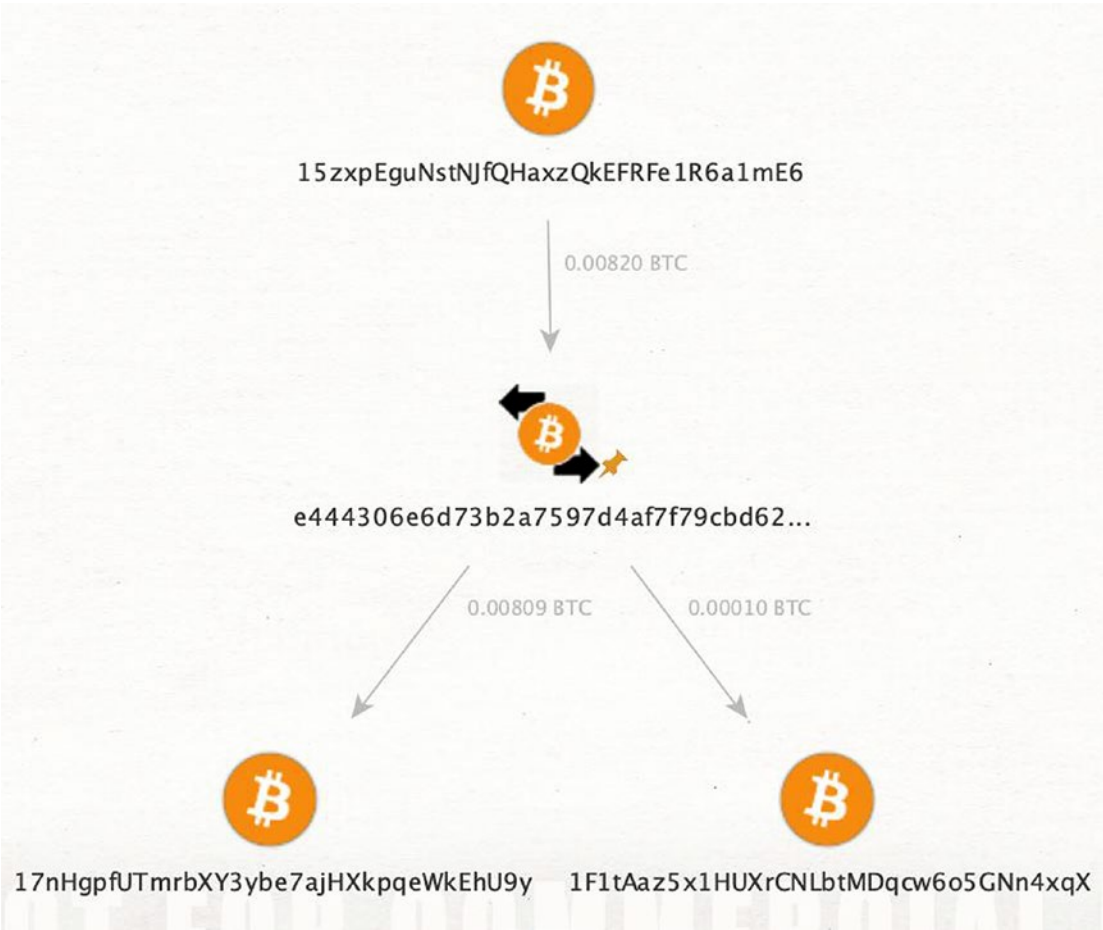 15zxpEguNstNJfQHaxzQkEFRFe1R6a1mE6
0.00820 BTC
e444306e6d73b2a7597d4af7f79cbd62...
0.00809 BTC
0.00010 BTC
17nHgpfUTmrbXY3ybe7ajHXkpqeWkEhU9y
1F1tAaz5x1HUXrCNLbtMDqcw6o5GNn4xqX